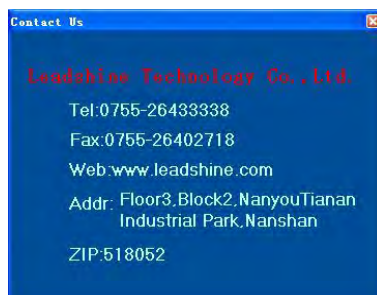 Contact Us
Leadshine Technology Co.,Ltd.
Tel:0755-26433338
Fax:0755-26402718
Web:www.leadshine.com
Addr: Floor3,Block2,NanyouTianan
Industrial Park,Nanshan
ZIP:518052